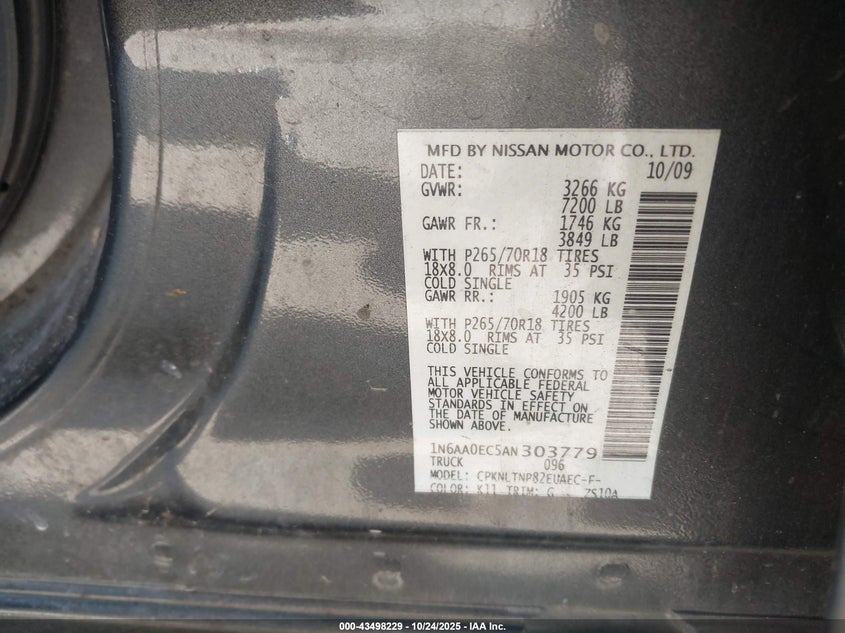 MFD BY NISSAN MOTOR CO., LTD.
DATE: 10/09
GVWR: 3266 KG
7200 LB
GAWR FR.: 1746 KG
3849 LB
WITH P265/70R18 TIRES
18X8.0 RIMS AT 35 PSI
COLD SINGLE
GAWR RR.: 1905 KG
4200 LB
WITH P265/70R18 TIRES
18X8.0 RIMS AT 35 PSI
COLD SINGLE
THIS VEHICLE CONFORMS TO
ALL APPLICABLE FEDERAL
MOTOR VEHICLE SAFETY
STANDARDS IN EFFECT ON
THE DATE OF MANUFACTURE
SHOWN ABOVE.
1N6AA0EC5AN303779
TRUCK 096
MODEL: CPKNLTNP82EUAEC-F-
COLOR: K11 TRIM: G ZS10A
000-43498229 - 10/24/2025 - IAA Inc.